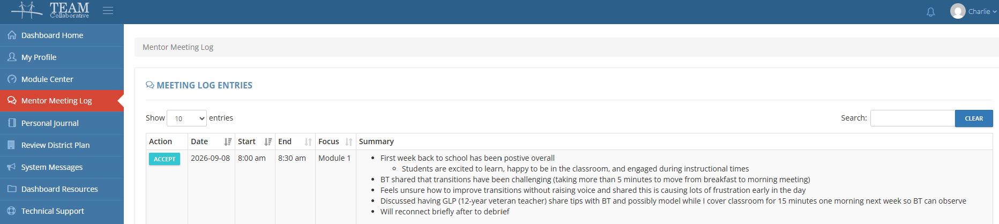 TEAM
Collaborative
Charlie
Dashboard Home
My Profile
Module Center
Mentor Meeting Log
Personal Journal
Review District Plan
System Messages
Dashboard Resources
Technical Support
Mentor Meeting Log
MEETING LOG ENTRIES
Show 10 entries
Search: CLEAR
Action Date Start End Focus Summary
ACCEPT 2026-09-08 8:00 am 8:30 am Module 1
• First week back to school has been postive overall
◦ Students are excited to learn, happy to be in the classroom, and engaged during instructional times
• BT shared that transitions have been challenging (taking more than 5 minutes to move from breakfast to morning meeting)
• Feels unsure how to improve transitions without raising voice and shared this is causing lots of frustration early in the day
• Discussed having GLP (12-year veteran teacher) share tips with BT and possibly model while I cover classroom for 15 minutes one morning next week so BT can observe
• Will reconnect briefly after to debrief